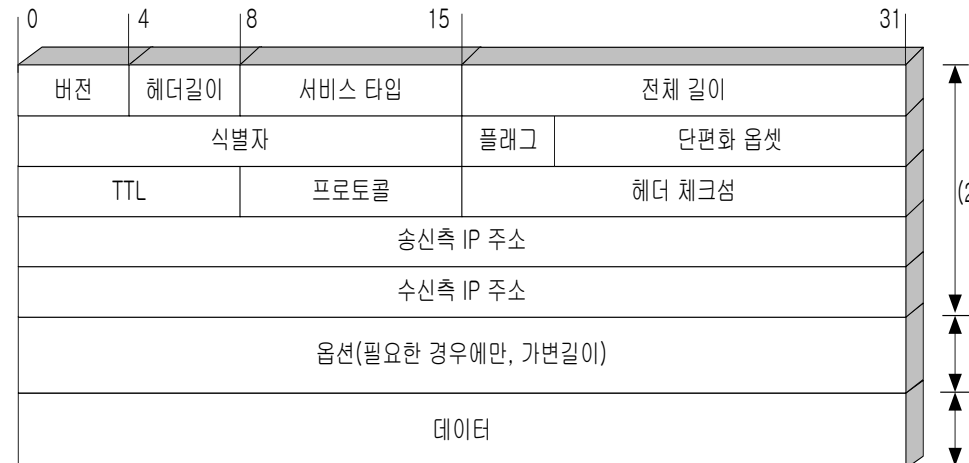 0 4 8 15 31
버전 헤더길이 서비스 타입 전체 길이
식별자 플래그 단편화 옵셋
TTL 프로토콜 헤더 체크섬
(2
송신측 IP 주소
수신측 IP 주소
옵션(필요한 경우에만, 가변길이)
데이터